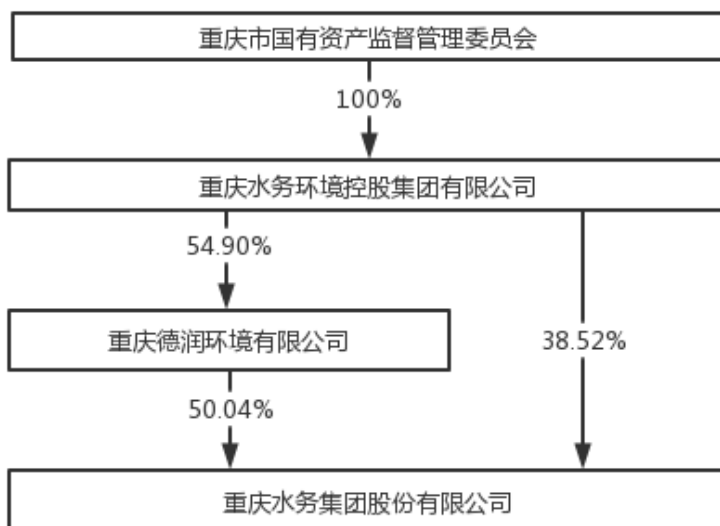 重庆市国有资产监督管理委员会
100%
重庆水务环境控股集团有限公司
54.90%
重庆德润环境有限公司
38.52%
50.04%
重庆水务集团股份有限公司